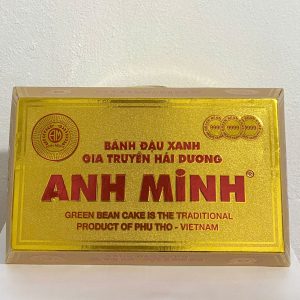 BÁNH ĐẬU XANH
GIA TRUYỀN HẢI DƯƠNG
ANH MINH®
GREEN BEAN CAKE IS THE TRADITIONAL
PRODUCT OF PHU THO - VIETNAM